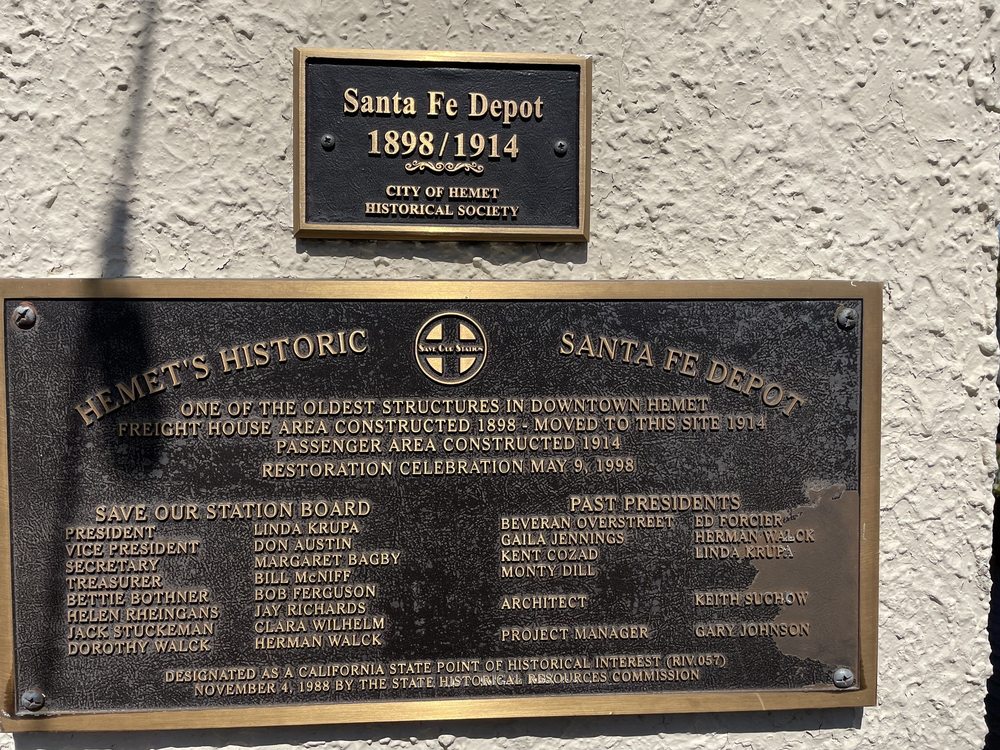 Santa Fe Depot
1898/1914
CITY OF HEMET
HISTORICAL SOCIETY
HEMET'S HISTORIC
SAVE OUR STATION
SANTA FE DEPOT
ONE OF THE OLDEST STRUCTURES IN DOWNTOWN HEMET
FREIGHT HOUSE AREA CONSTRUCTED 1898 - MOVED TO THIS SITE 1914
PASSENGER AREA CONSTRUCTED 1914
RESTORATION CELEBRATION MAY 9, 1998
SAVE OUR STATION BOARD
PRESIDENT LINDA KRUPA
VICE PRESIDENT DON AUSTIN
SECRETARY MARGARET BAGBY
TREASURER BILL McNIFF
BETTIE BOTHNER BOB FERGUSON
HELEN RHEINGANS JAY RICHARDS
JACK STUCKEMAN CLARA WILHELM
DOROTHY WALCK HERMAN WALCK
PAST PRESIDENTS
BEVERAN OVERSTREET ED FORCIER
GAILA JENNINGS HERMAN WALCK
KENT COZAD LINDA KRUPA
MONTY DILL
ARCHITECT KEITH SUCHOW
PROJECT MANAGER GARY JOHNSON
DESIGNATED AS A CALIFORNIA STATE POINT OF HISTORICAL INTEREST (RIV.057)
NOVEMBER 4, 1988 BY THE STATE HISTORICAL RESOURCES COMMISSION